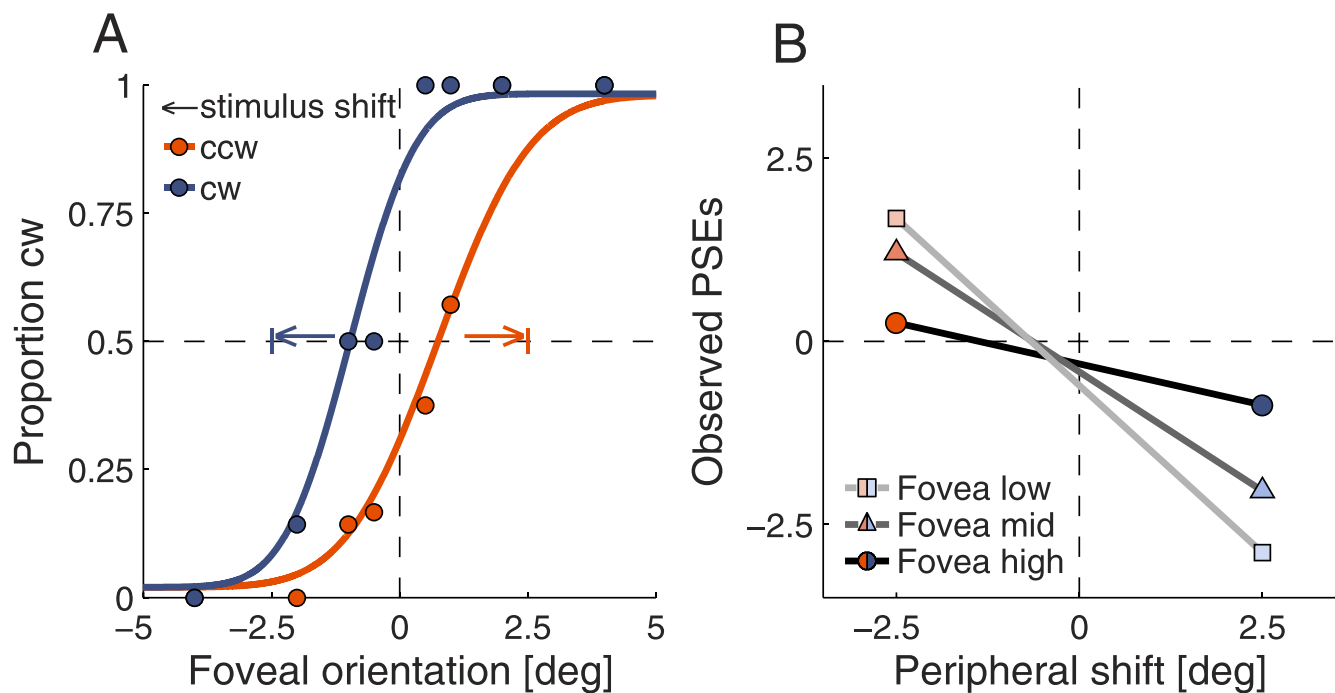 A
B
1
0.75
0.5
0.25
0
Proportion cw
←stimulus shift
ccw
cw
−5
−2.5
0
2.5
5
Foveal orientation [deg]
2.5
0
−2.5
Observed PSEs
Fovea low
Fovea mid
Fovea high
−2.5
0
2.5
Peripheral shift [deg]